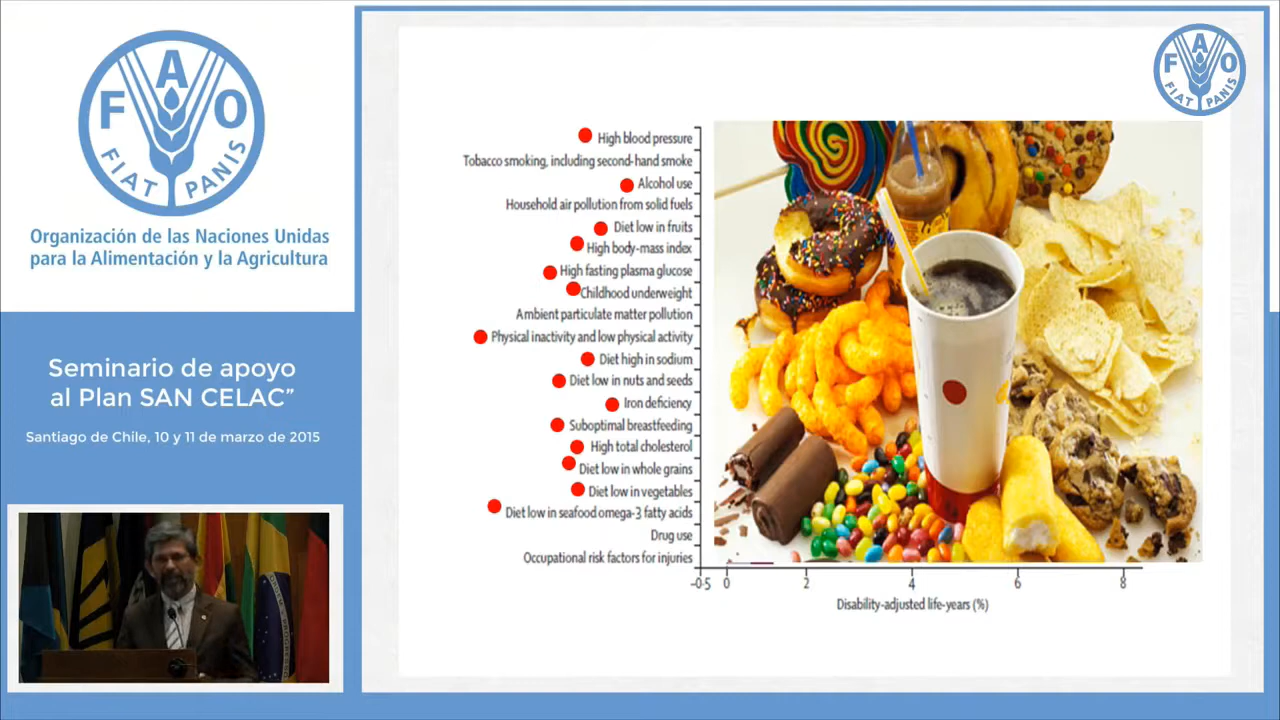 F A O
FIAT PANIS
Organización de las Naciones Unidas
para la Alimentación y la Agricultura
Seminario de apoyo
al Plan SAN CELAC”
Santiago de Chile, 10 y 11 de marzo de 2015
F A O
FIAT PANIS
High blood pressure
Tobacco smoking, including second-hand smoke
Alcohol use
Household air pollution from solid fuels
Diet low in fruits
High body-mass index
High fasting plasma glucose
Childhood underweight
Ambient particulate matter pollution
Physical inactivity and low physical activity
Diet high in sodium
Diet low in nuts and seeds
Iron deficiency
Suboptimal breastfeeding
High total cholesterol
Diet low in whole grains
Diet low in vegetables
Diet low in seafood omega-3 fatty acids
Drug use
Occupational risk factors for injuries
–0·5 0 2 4 6 8
Disability-adjusted life-years (%)